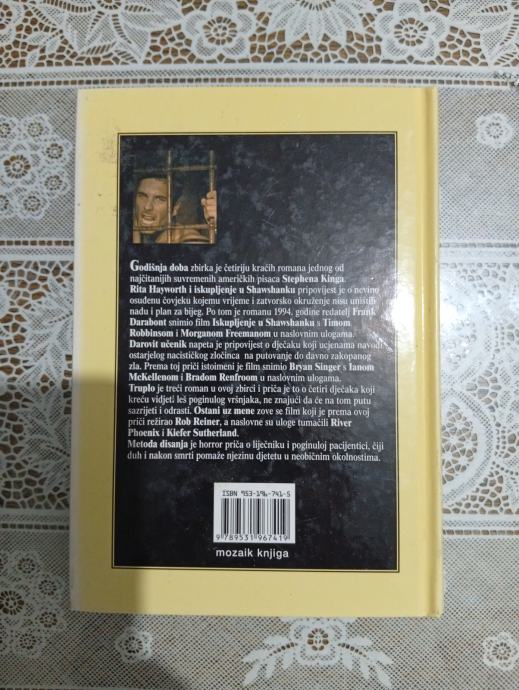 Godišnja doba zbirka je četiriju kraćih romana jednog od
najčitanijih suvremenih američkih pisaca Stephena Kinga.
Rita Hayworth i iskupljenje u Shawshanku pripovijest je o nevino
osuđenu čovjeku kojemu vrijeme i zatvorsko okruženje nisu uništili
nadu i plan za bijeg. Po tom je romanu 1994. godine redatelj Frank
Darabont snimio film Iskupljenje u Shawshanku s Timom
Robbinsom i Morganom Freemanom u naslovnim ulogama.
Darovit učenik napeta je pripovijest o dječaku koji ucjenama navodi
ostarjelog nacističkog zločinca na putovanje do davno zakopanog
zla. Prema toj priči istoimeni je film snimio Bryan Singer s Ianom
McKellenom i Bradom Renfroom u naslovnim ulogama.
Truplo je treći roman u ovoj zbirci i priča je to o četiri dječaka koji
kreću vidjeti leš poginulog vršnjaka, ne znajući da će na tom putu
sazrijeti i odrasti. Ostani uz mene zove se film koji je prema ovoj
priči režirao Rob Reiner, a naslovne su uloge tumačili River
Phoenix i Kiefer Sutherland.
Metoda disanja je horror priča o liječniku i poginuloj pacijentici, čiji
duh i nakon smrti pomaže njezinu djetetu u neobičnim okolnostima.
ISBN 953-196-741-5
9 789531 967419
mozaik knjiga